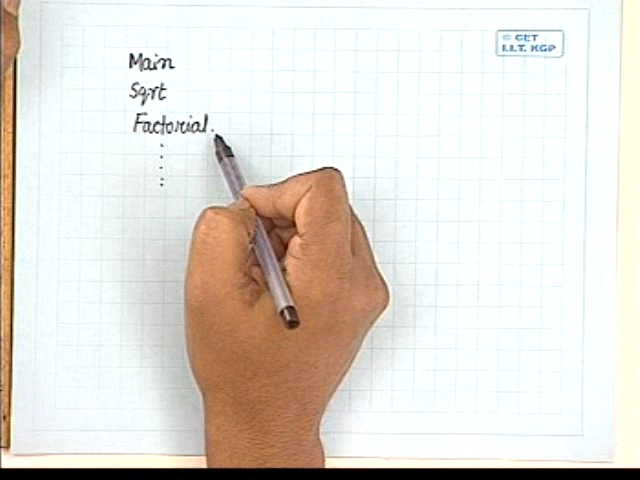 © CET
I.I.T. KGP
Main
Sqrt
Factorial.